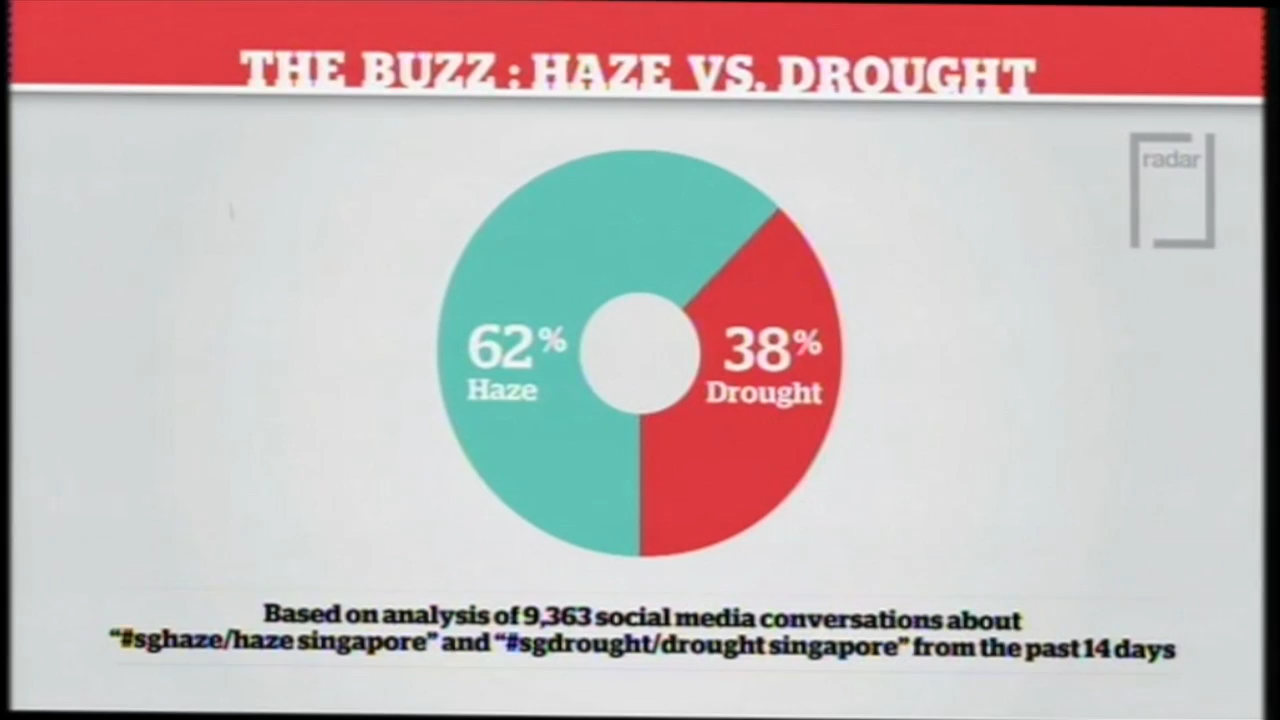 THE BUZZ : HAZE VS. DROUGHT
radar
62%
Haze
38%
Drought
Based on analysis of 9,363 social media conversations about
“#sghaze/haze singapore” and “#sgdrought/drought singapore” from the past 14 days